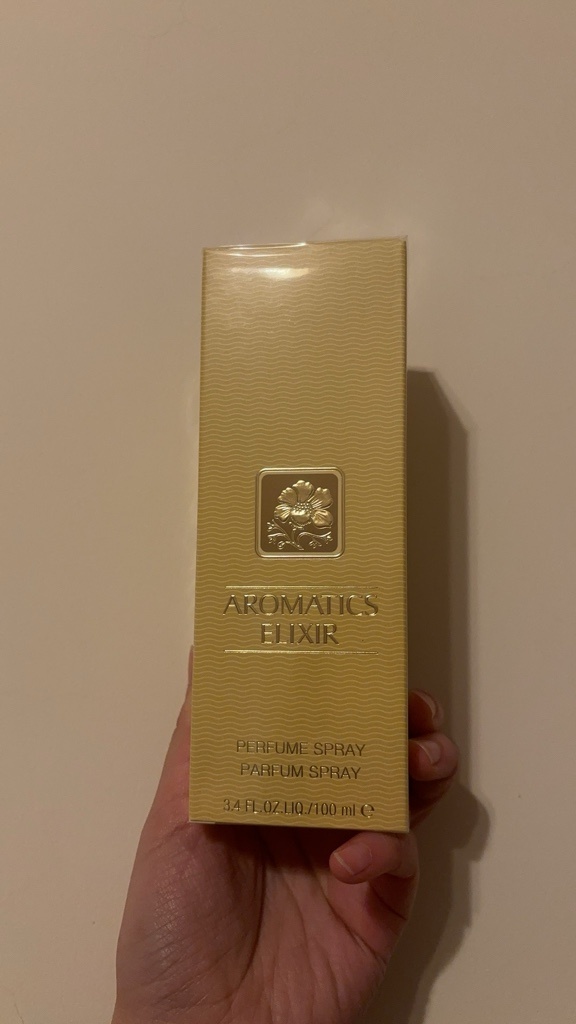 AROMATICS
ELIXIR
PERFUME SPRAY
PARFUM SPRAY
3.4 FL.OZ.LIQ./100 ml ℮